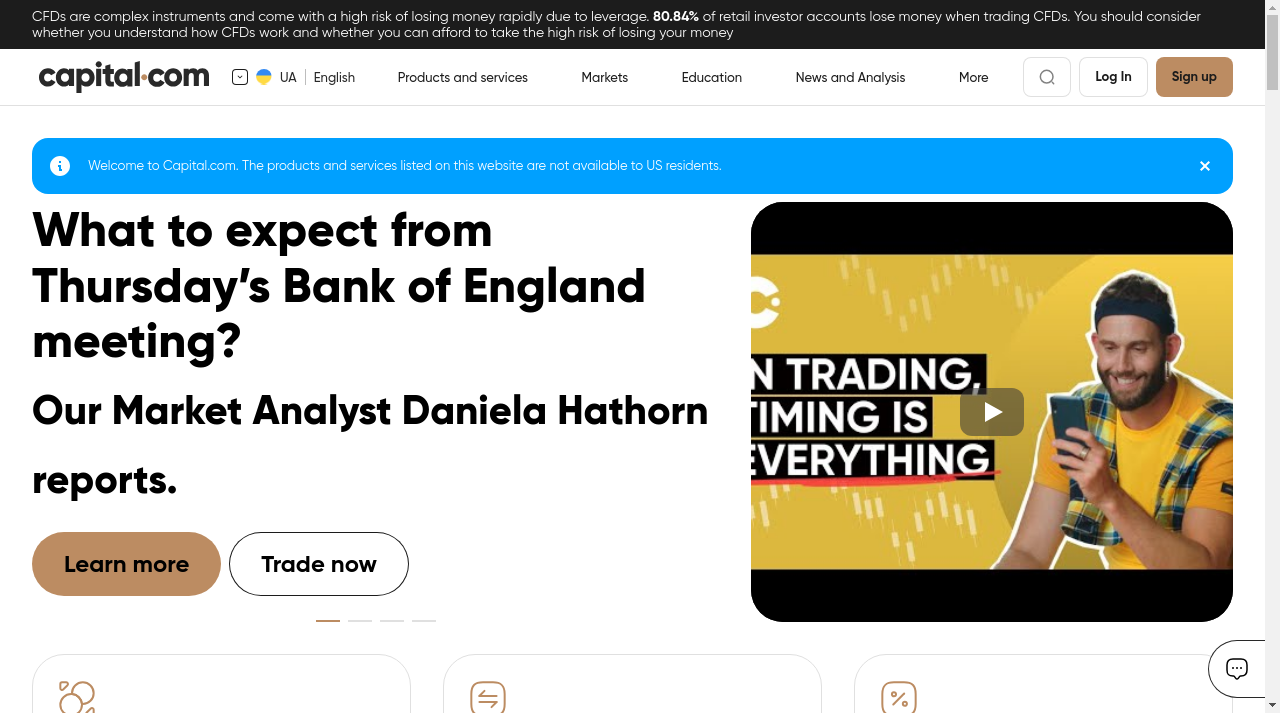 CFDs are complex instruments and come with a high risk of losing money rapidly due to leverage. 80.84% of retail investor accounts lose money when trading CFDs. You should consider
whether you understand how CFDs work and whether you can afford to take the high risk of losing your money
capital.com
UA
English
Products and services
Markets
Education
News and Analysis
More
Log In
Sign up
Welcome to Capital.com. The products and services listed on this website are not available to US residents.
What to expect from
Thursday’s Bank of England
meeting?
Our Market Analyst Daniela Hathorn
reports.
N TRADING,
TIMING IS
EVERYTHING
Learn more
Trade now